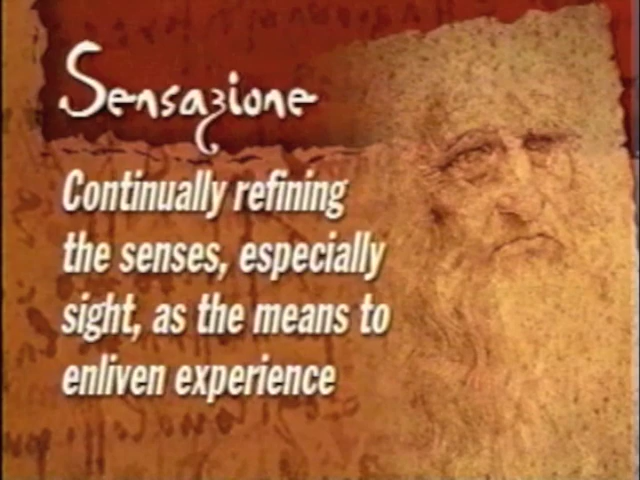 Sensazione
Continually refining
the senses, especially
sight, as the means to
enliven experience